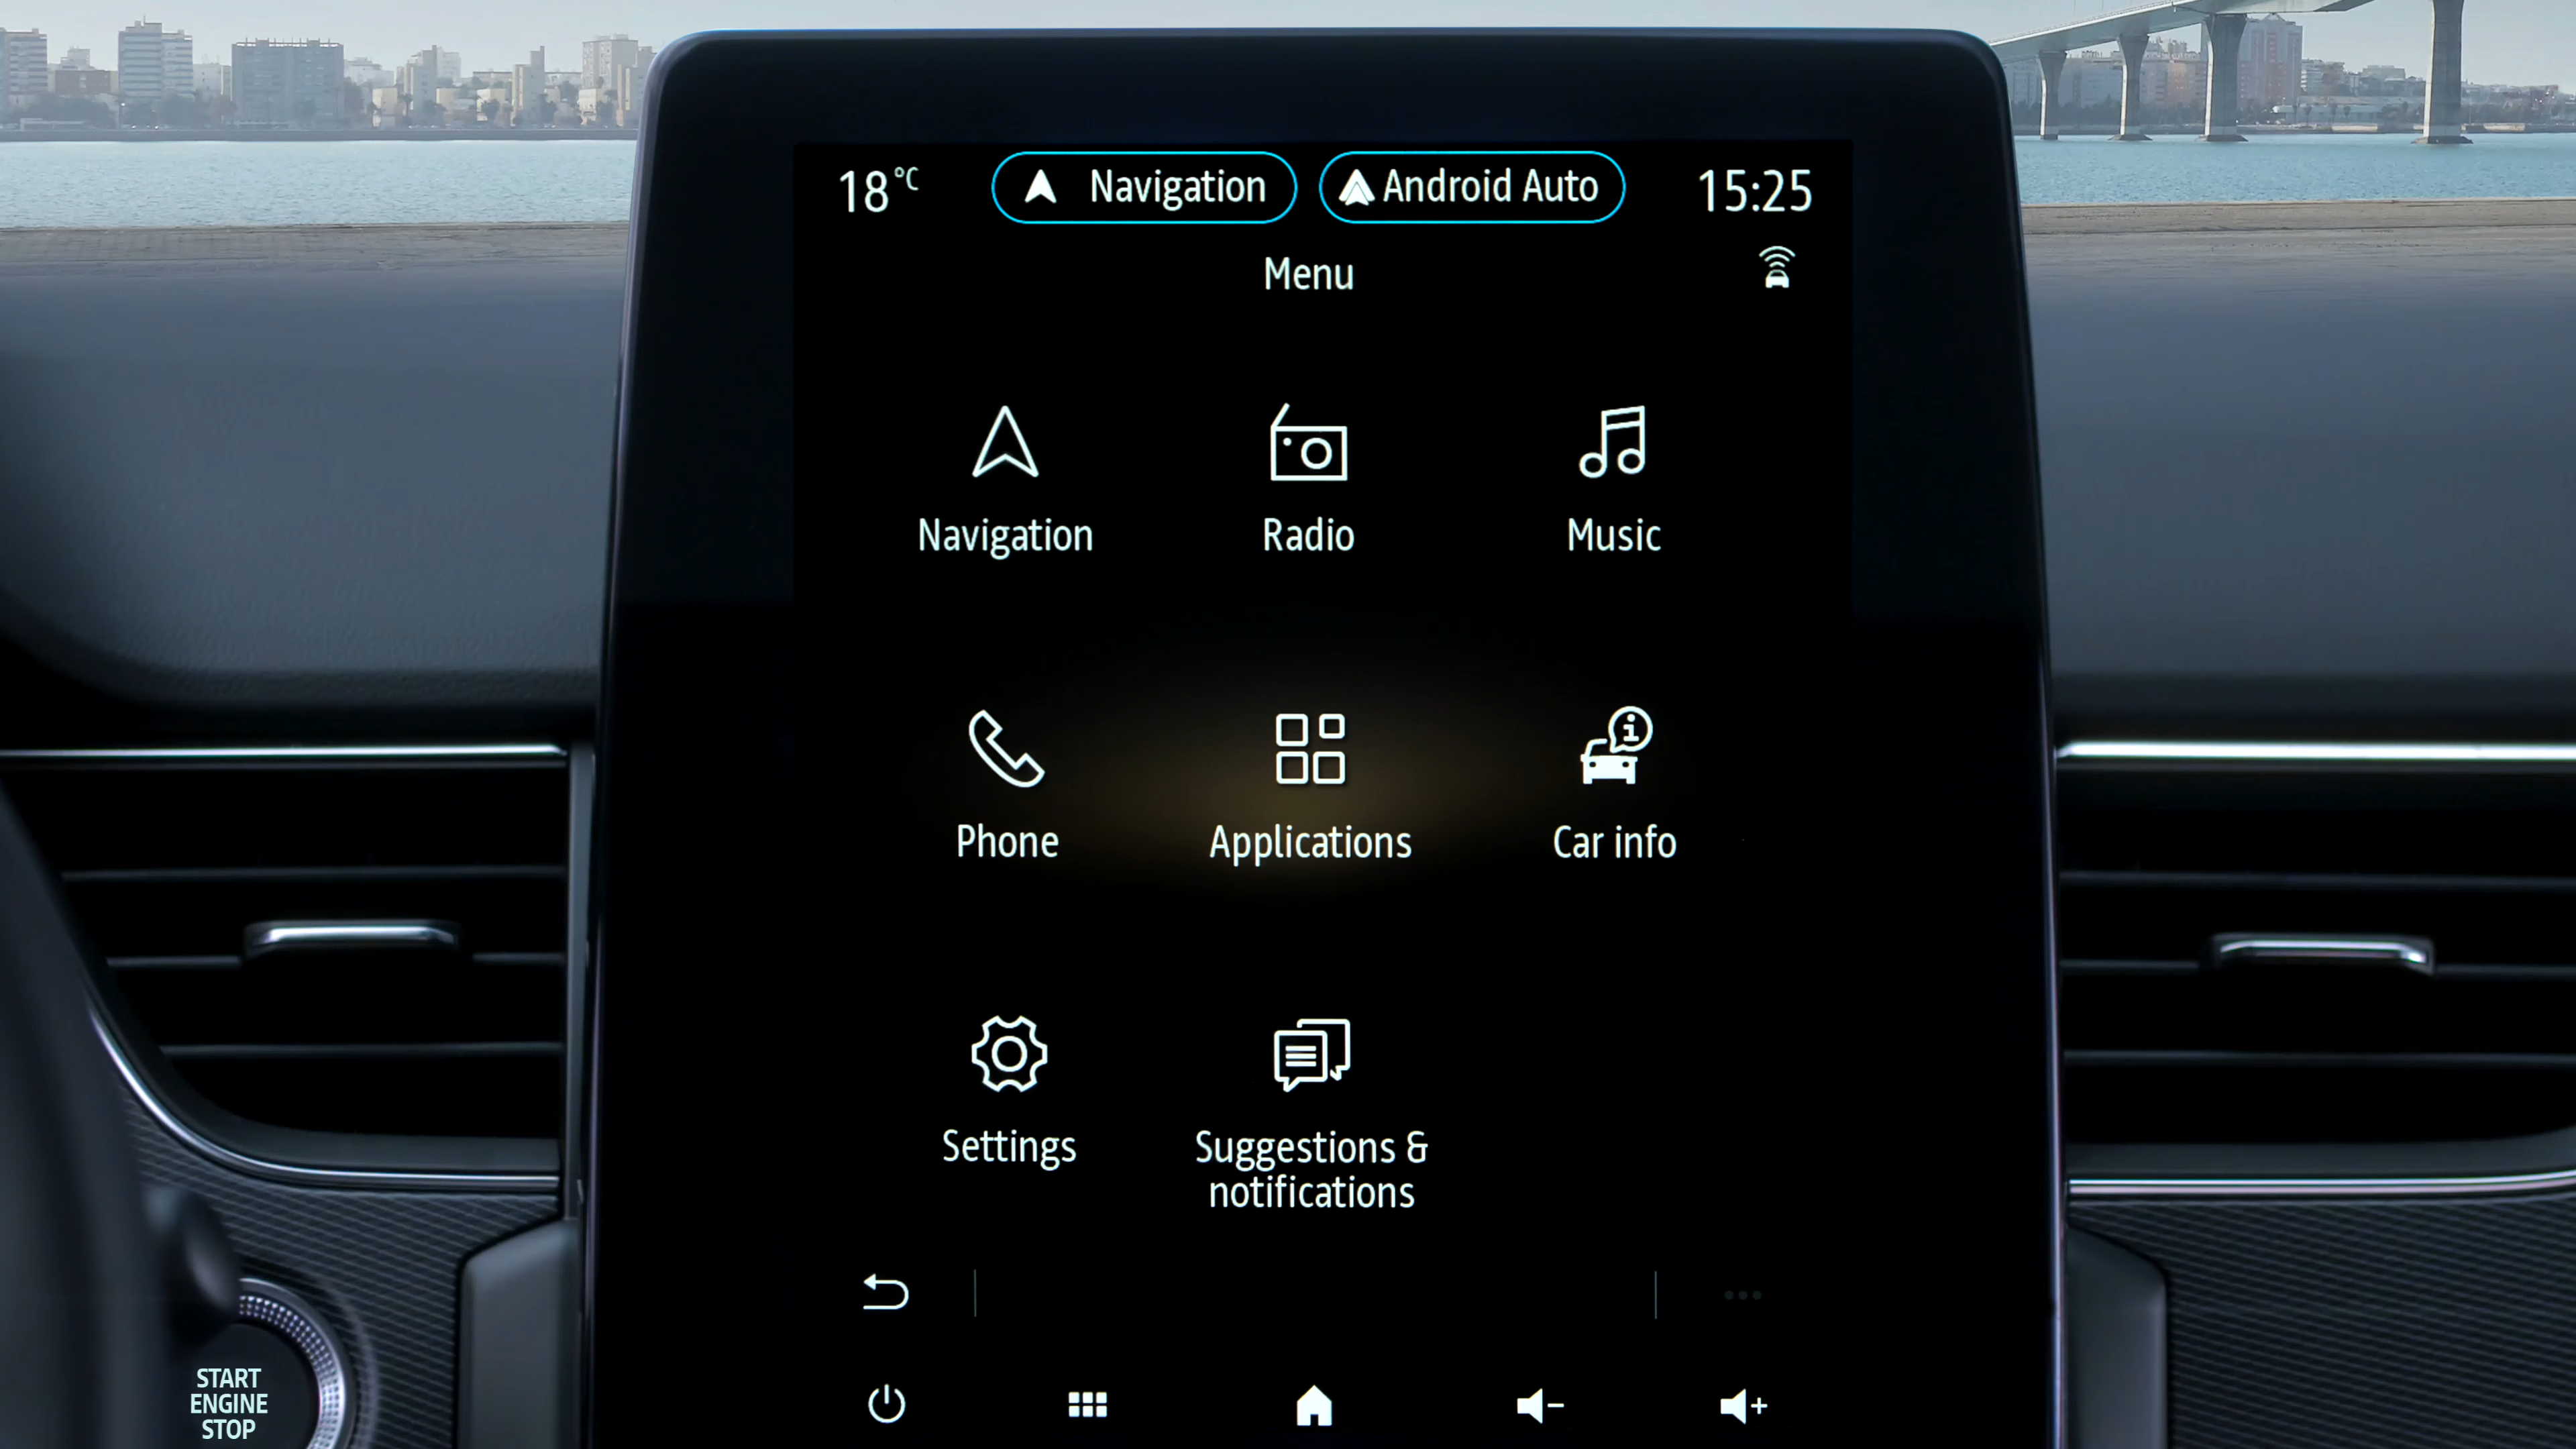 18 °C
Navigation
Android Auto
15:25
Menu
Navigation
Radio
Music
Phone
Applications
Car info
Settings
Suggestions &
notifications
START
ENGINE
STOP